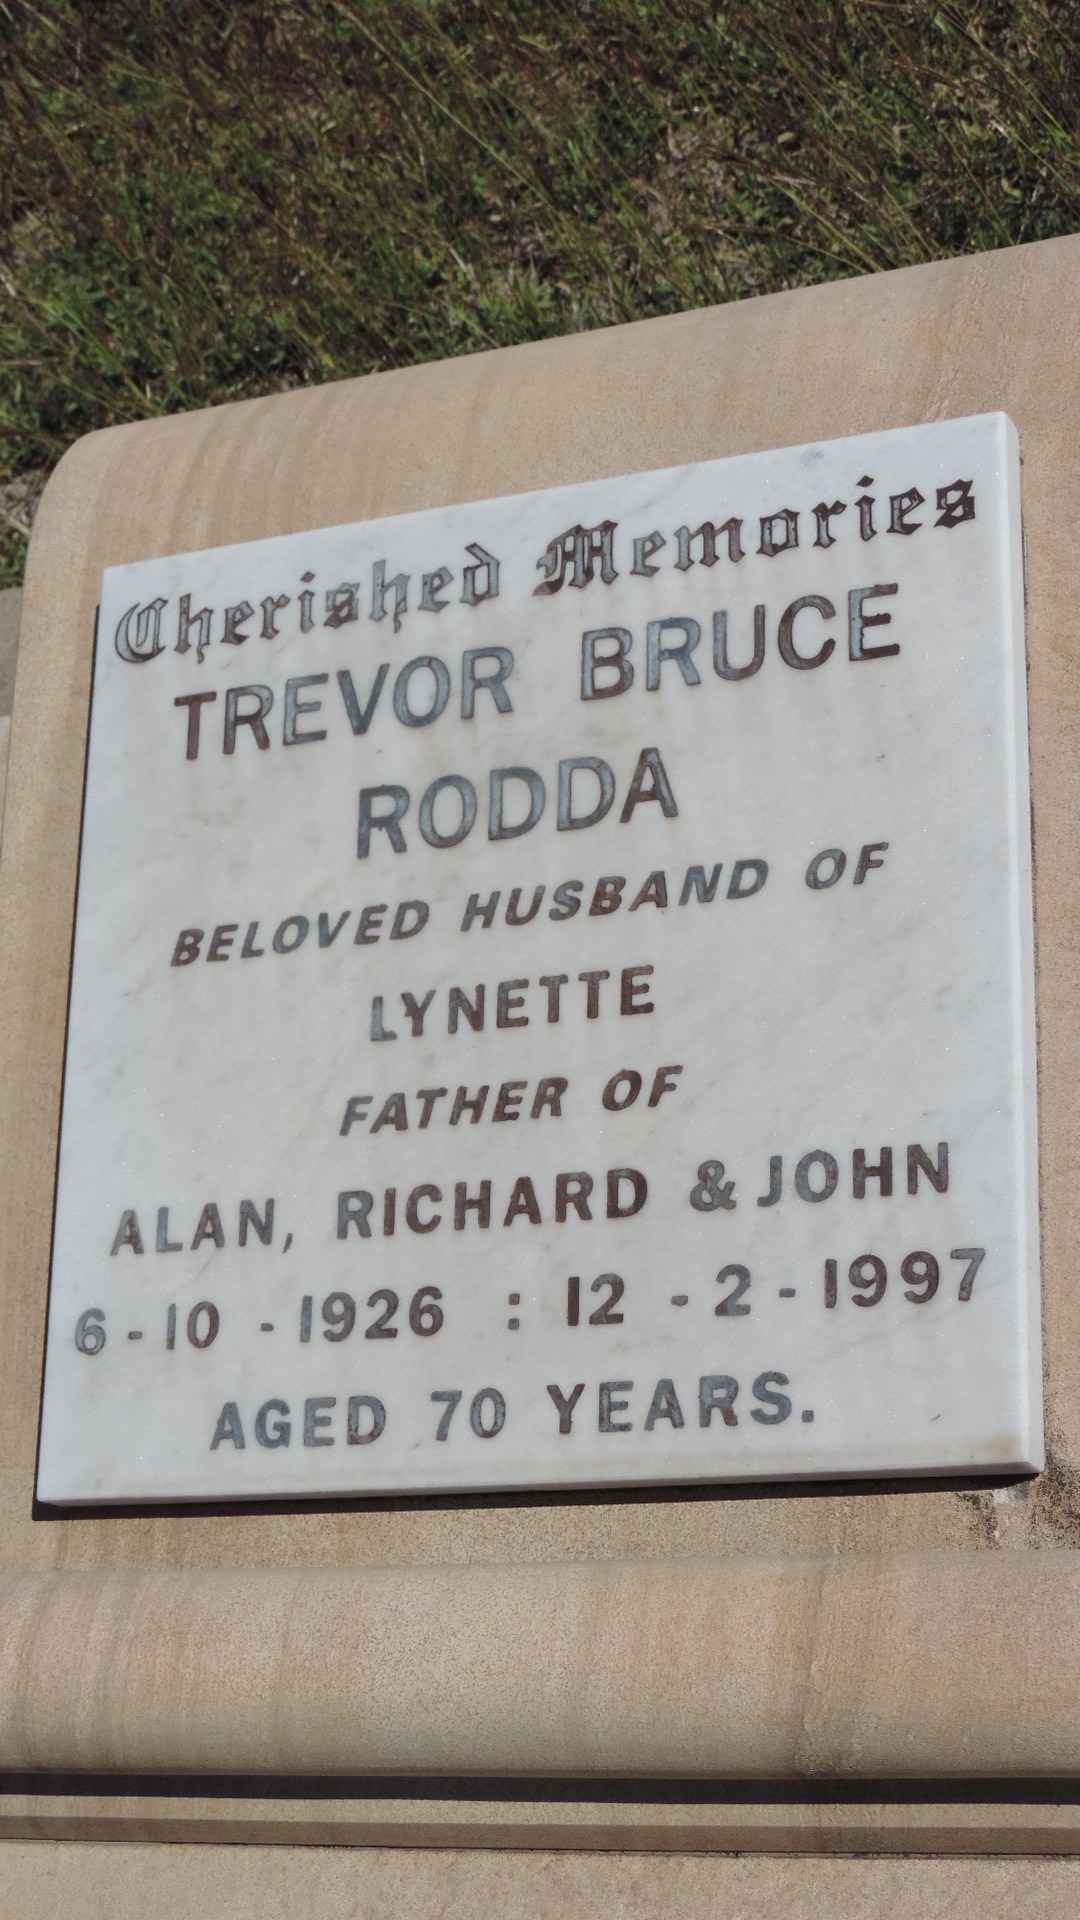 Cherished Memories
TREVOR BRUCE
RODDA
BELOVED HUSBAND OF
LYNETTE
FATHER OF
ALAN, RICHARD & JOHN
6-10-1926 : 12-2-1997
AGED 70 YEARS.